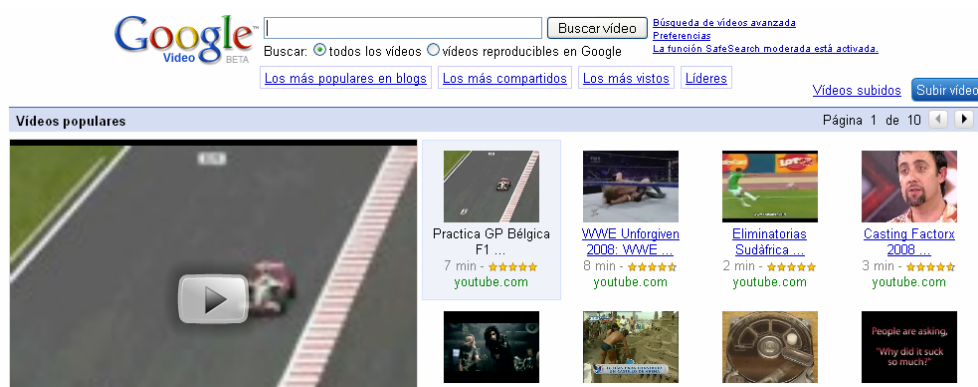 Google™
Video BETA
Buscar vídeo
Búsqueda de vídeos avanzada
Preferencias
La función SafeSearch moderada está activada.
Buscar: todos los vídeos vídeos reproducibles en Google
Los más populares en blogs Los más compartidos Los más vistos Líderes
Vídeos subidos Subir vídeo
Vídeos populares Página 1 de 10
Practica GP Bélgica
F1 ...
7 min -
youtube.com
WWE Unforgiven
2008: WWE ...
8 min -
youtube.com
Eliminatorias
Sudáfrica ...
2 min -
youtube.com
Casting Factorx
2008 ...
3 min -
youtube.com
People are asking,
"Why did it suck
so much?"